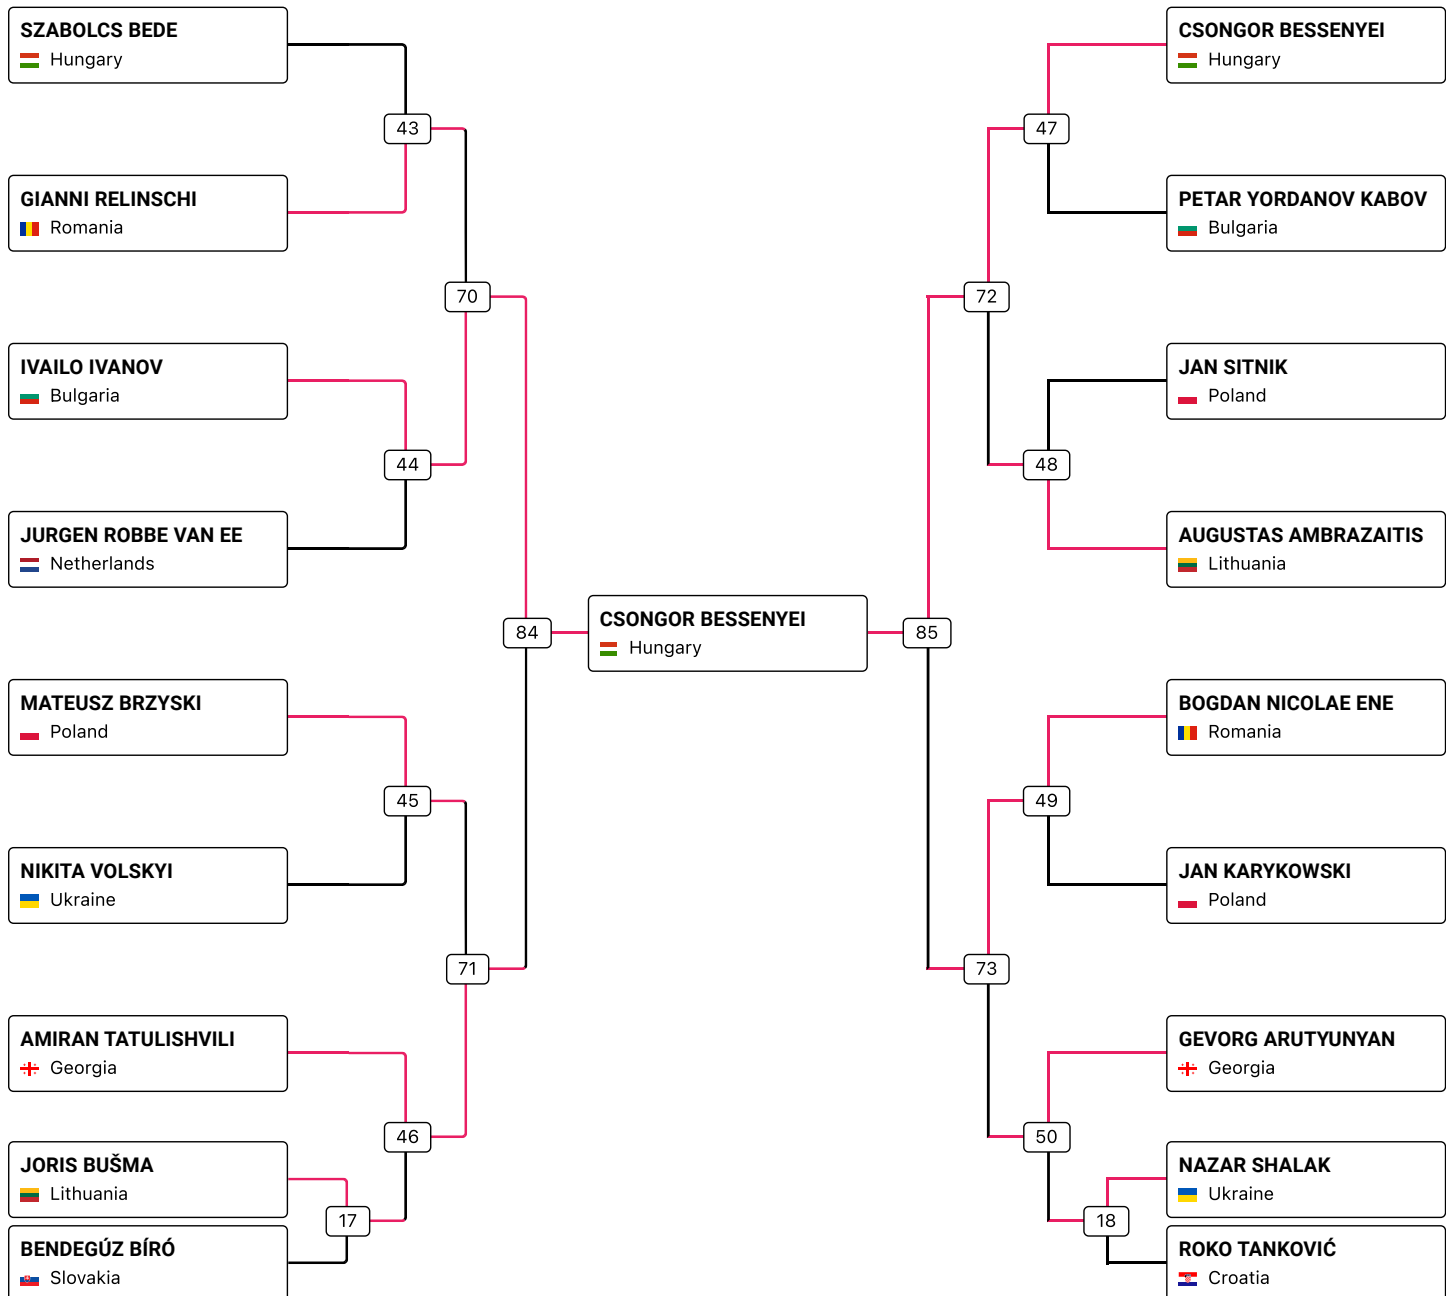 SZABOLCS BEDE
Hungary
43
GIANNI RELINSCHI
Romania
70
IVAILO IVANOV
Bulgaria
44
JURGEN ROBBE VAN EE
Netherlands
84
MATEUSZ BRZYSKI
Poland
45
NIKITA VOLSKYI
Ukraine
71
AMIRAN TATULISHVILI
Georgia
46
JORIS BUŠMA
Lithuania
17
BENDEGÚZ BÍRÓ
Slovakia
CSONGOR BESSENYEI
Hungary
CSONGOR BESSENYEI
Hungary
47
PETAR YORDANOV KABOV
Bulgaria
72
JAN SITNIK
Poland
48
AUGUSTAS AMBRAZAITIS
Lithuania
85
BOGDAN NICOLAE ENE
Romania
49
JAN KARYKOWSKI
Poland
73
GEVORG ARUTYUNYAN
Georgia
50
NAZAR SHALAK
Ukraine
18
ROKO TANKOVIĆ
Croatia